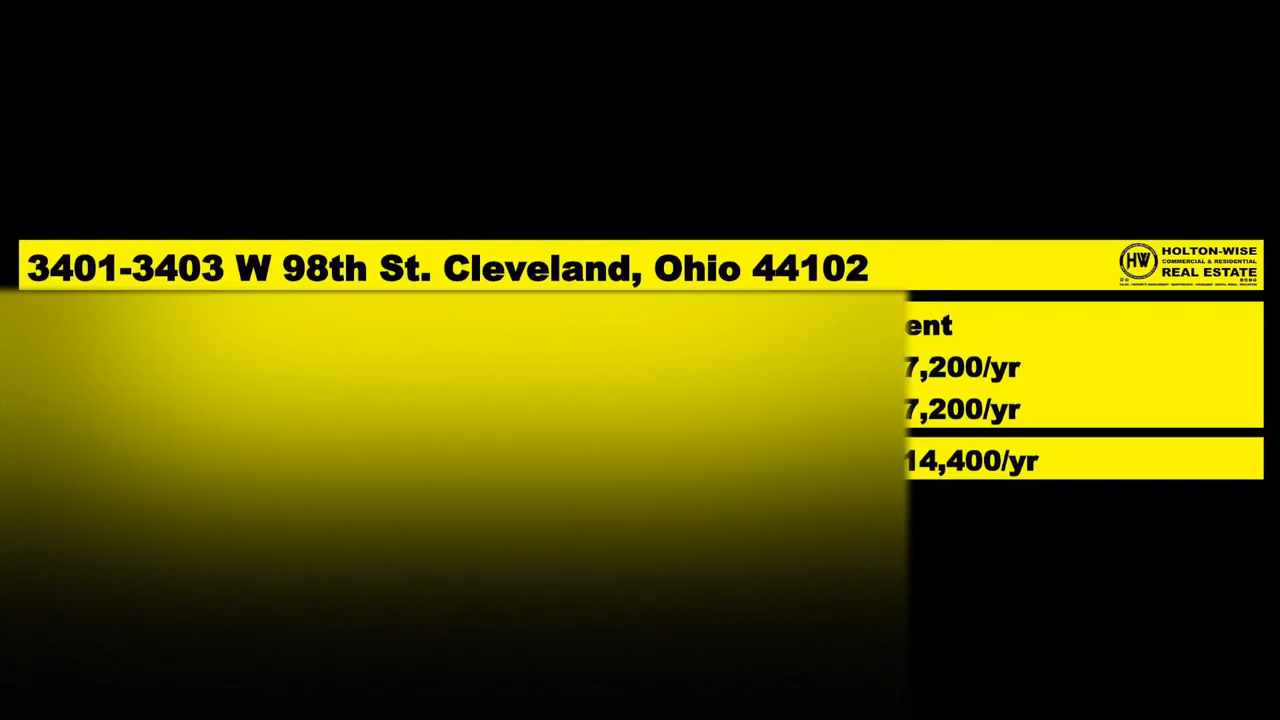 3401-3403 W 98th St. Cleveland, Ohio 44102
HW
HOLTON-WISE
COMMERCIAL & RESIDENTIAL
REAL ESTATE
ent
7,200/yr
7,200/yr
14,400/yr